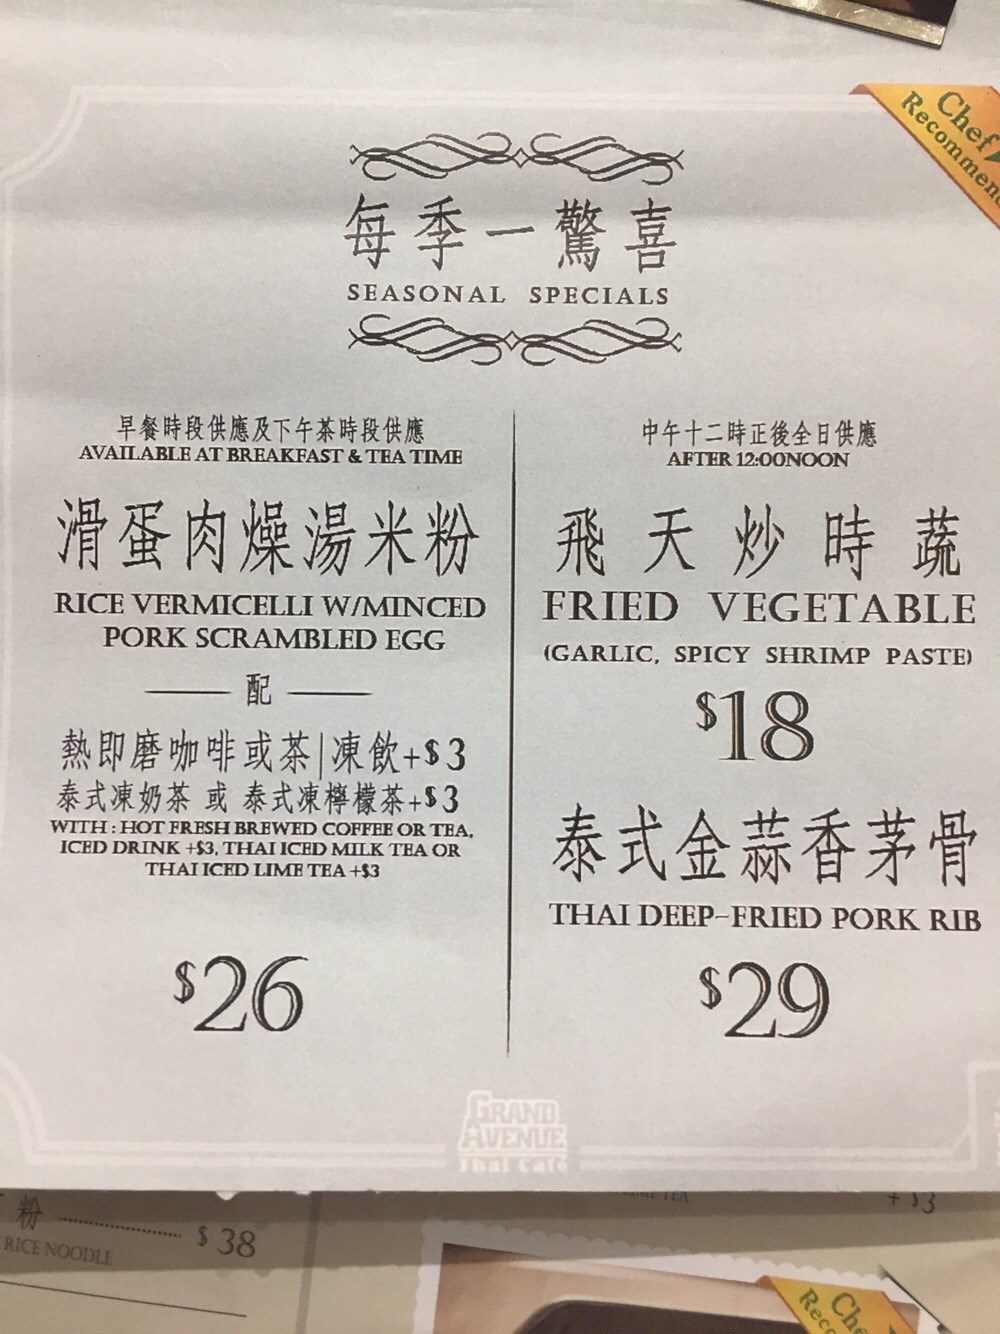 Chef
Recommen
每季一驚喜
SEASONAL SPECIALS
早餐時段供應及下午茶時段供應
AVAILABLE AT BREAKFAST & TEA TIME
滑蛋肉燥湯米粉
RICE VERMICELLI W/MINCED
PORK SCRAMBLED EGG
配
熱即磨咖啡或茶|凍飲+$3
泰式凍奶茶 或 泰式凍檸檬茶+$3
WITH : HOT FRESH BREWED COFFEE OR TEA,
ICED DRINK +$3, THAI ICED MILK TEA OR
THAI ICED LIME TEA +$3
$26
中午十二時正後全日供應
AFTER 12:00NOON
飛天炒時蔬
FRIED VEGETABLE
(GARLIC, SPICY SHRIMP PASTE)
$18
泰式金蒜香茅骨
THAI DEEP-FRIED PORK RIB
$29
GRAND
AVENUE
Thai Café
粉 $ 38
RICE NOODLE
TEA
+ $3
Che
Reco